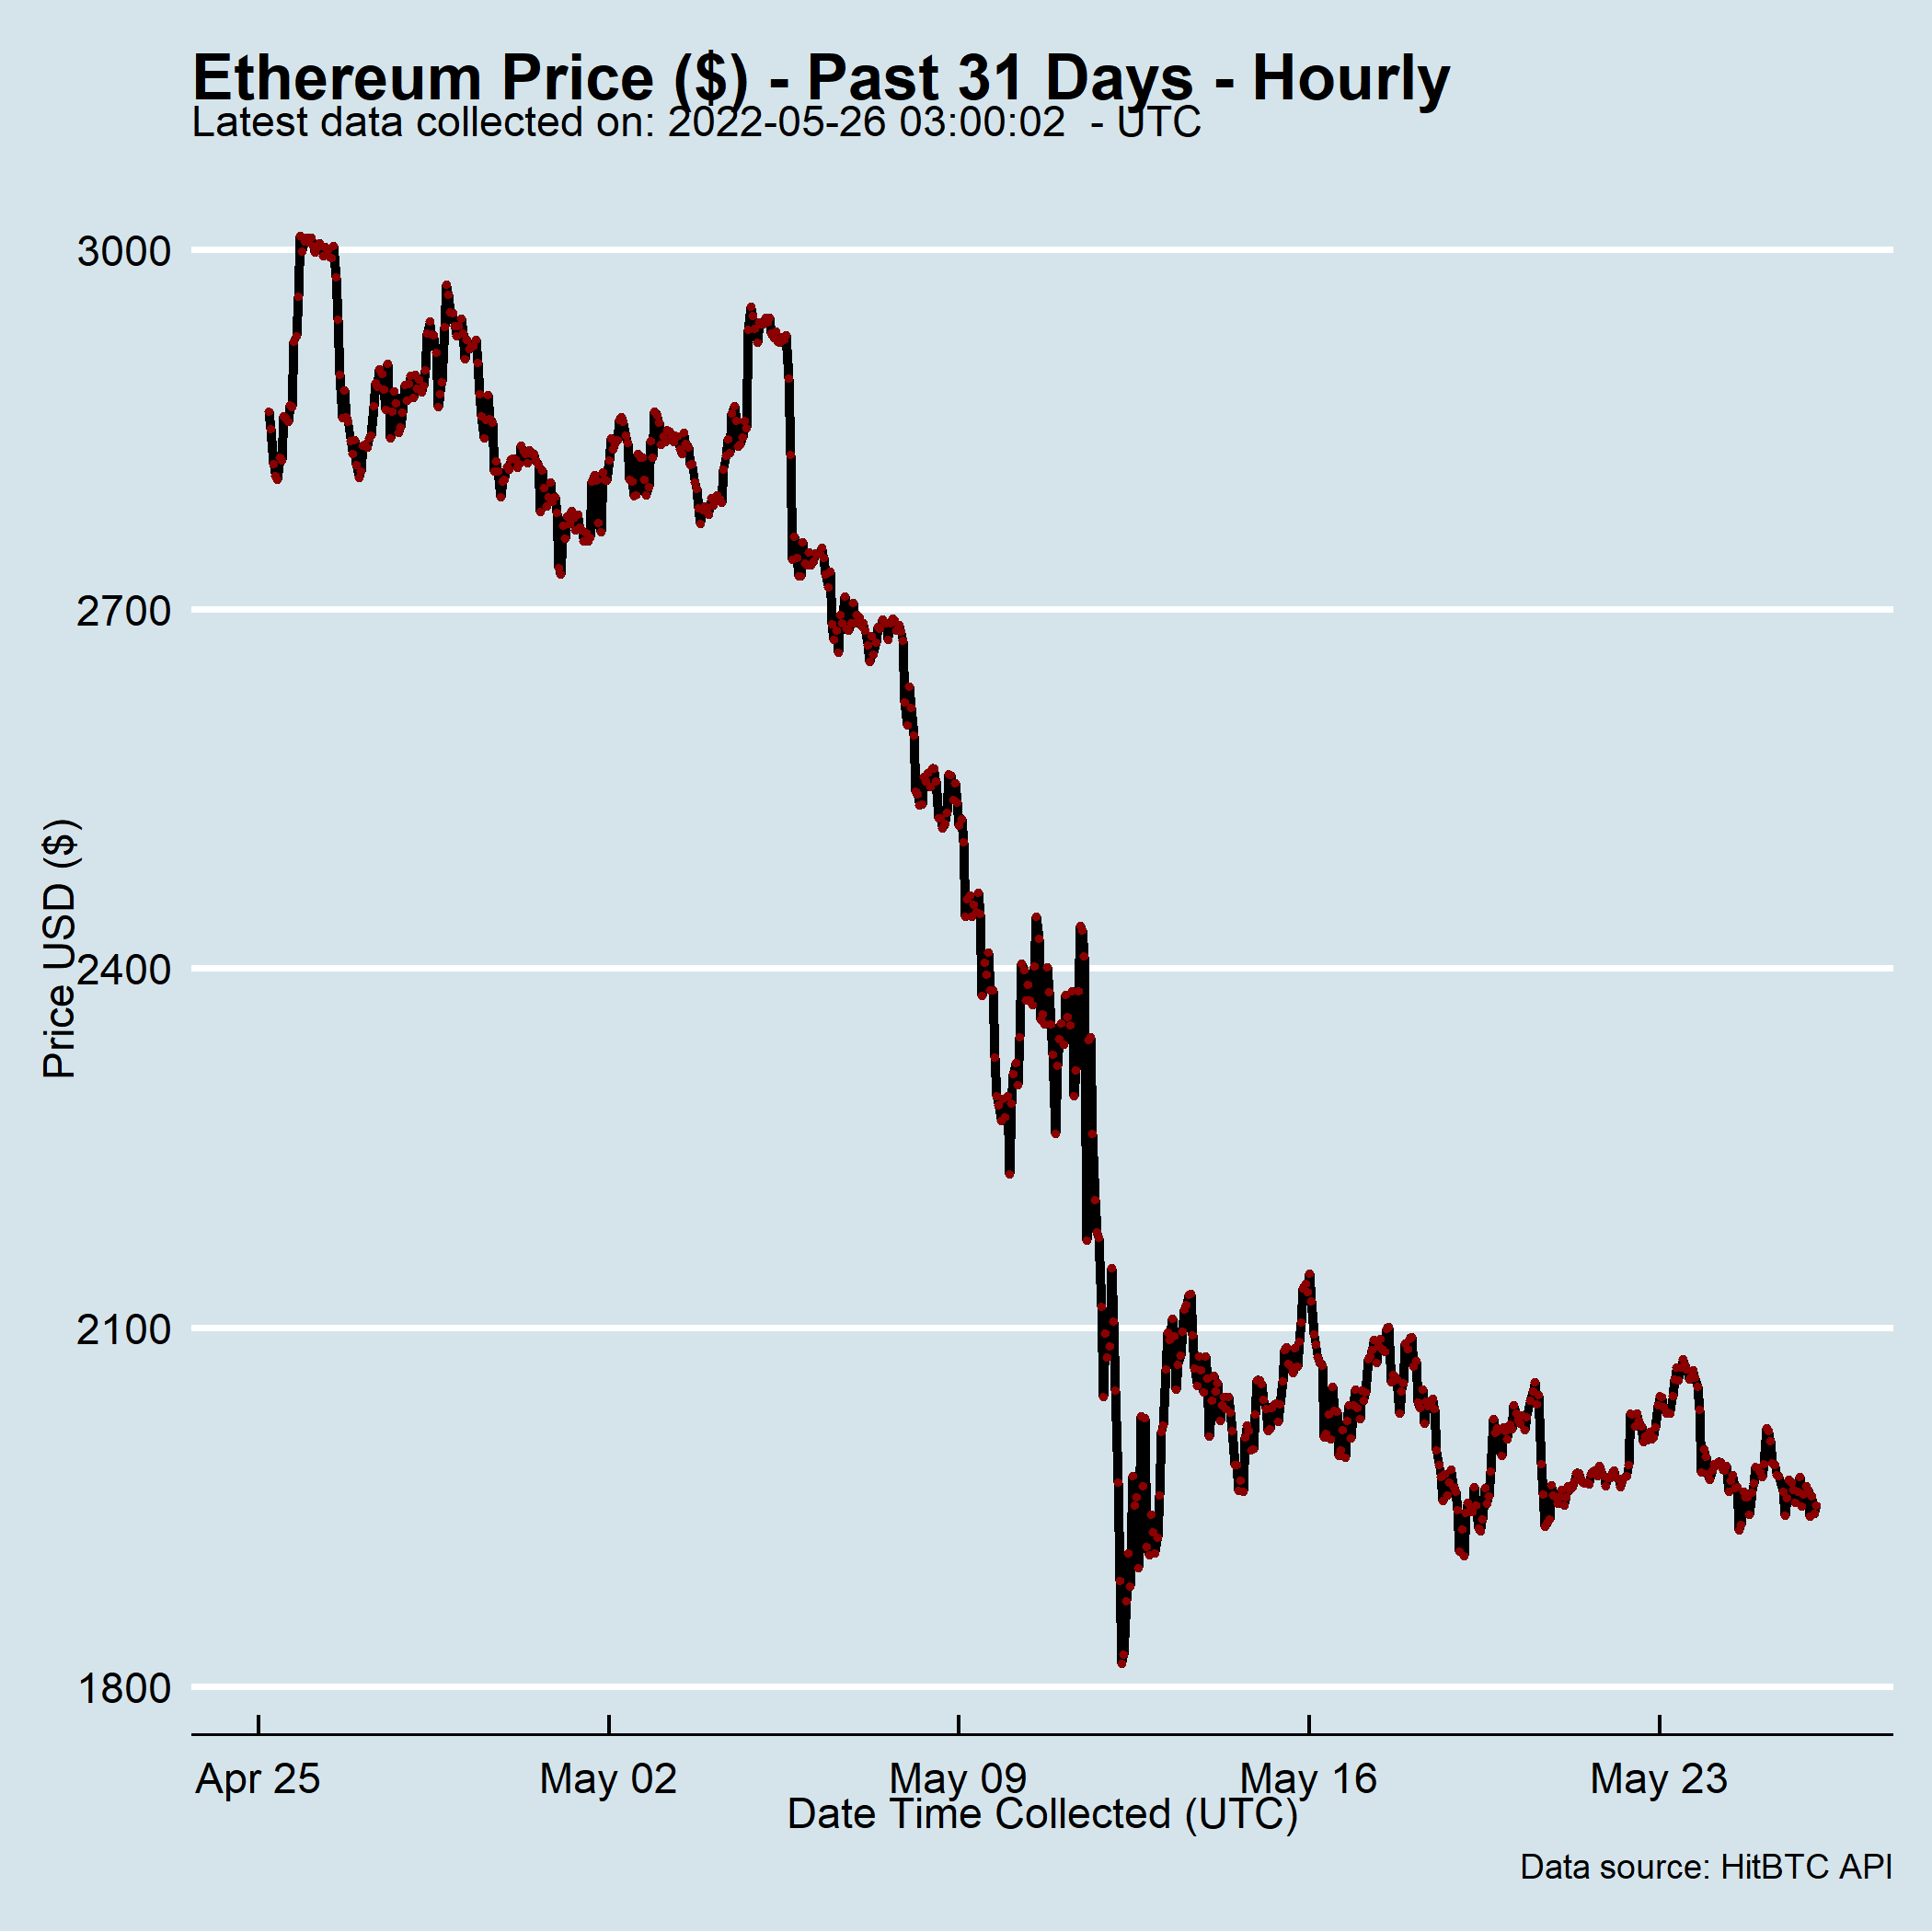 Ethereum Price ($) - Past 31 Days - Hourly
Latest data collected on: 2022-05-26 03:00:02  - UTC
3000
2700
2400
2100
1800
Price USD ($)
Apr 25
May 02
May 09
May 16
May 23
Date Time Collected (UTC)
Data source: HitBTC API